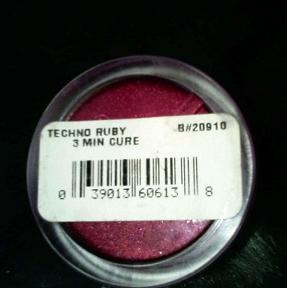 TECHNO RUBY B#20910
3 MIN CURE
0 39013 60613 8